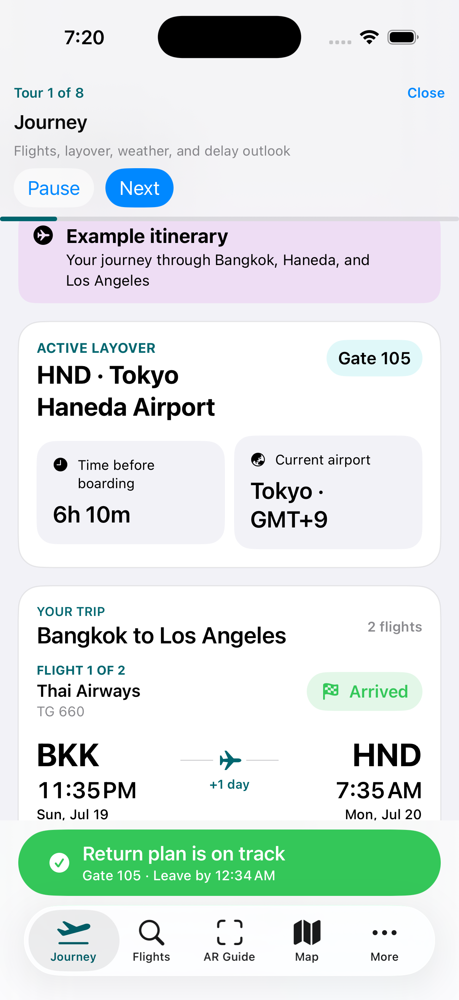 7:20
Tour 1 of 8
Close
Journey
Flights, layover, weather, and delay outlook
Pause
Next
Example itinerary
Your journey through Bangkok, Haneda, and
Los Angeles
ACTIVE LAYOVER
Gate 105
HND · Tokyo
Haneda Airport
Time before
boarding
6h 10m
Current airport
Tokyo ·
GMT+9
YOUR TRIP
Bangkok to Los Angeles
2 flights
FLIGHT 1 OF 2
Thai Airways
TG 660
Arrived
BKK
HND
11:35 PM
+1 day
7:35 AM
Sun, Jul 19
Mon, Jul 20
Return plan is on track
Gate 105 · Leave by 12:34 AM
Journey
Flights
AR Guide
Map
More